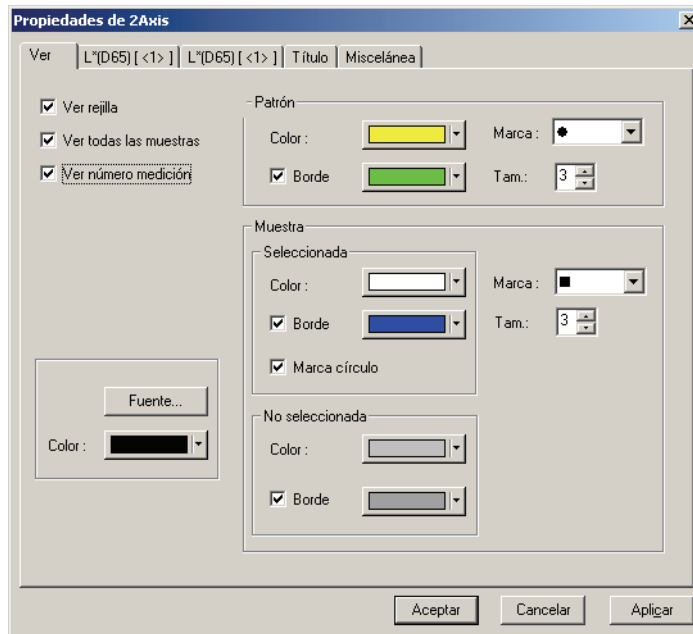 Propiedades de 2Axis
Ver L*(D65) [ <1> ] L*(D65) [ <1> ] Título Miscelánea
Ver rejilla
Ver todas las muestras
Ver número medición
Patrón
Color : Marca :
Borde Tam.: 3
Muestra
Seleccionada
Color : Marca :
Borde Tam.: 3
Marca círculo
Fuente...
Color :
No seleccionada
Color :
Borde
Aceptar Cancelar Aplicar